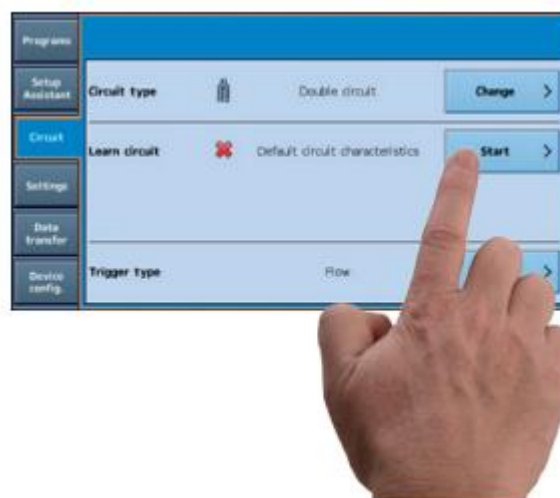 Programs
Setup
Assistant
Circuit type
Double circuit
Change >
Circuit
Learn circuit
Default circuit characteristics
Start >
Settings
Data
transfer
Device
config.
Trigger type
Flow
>